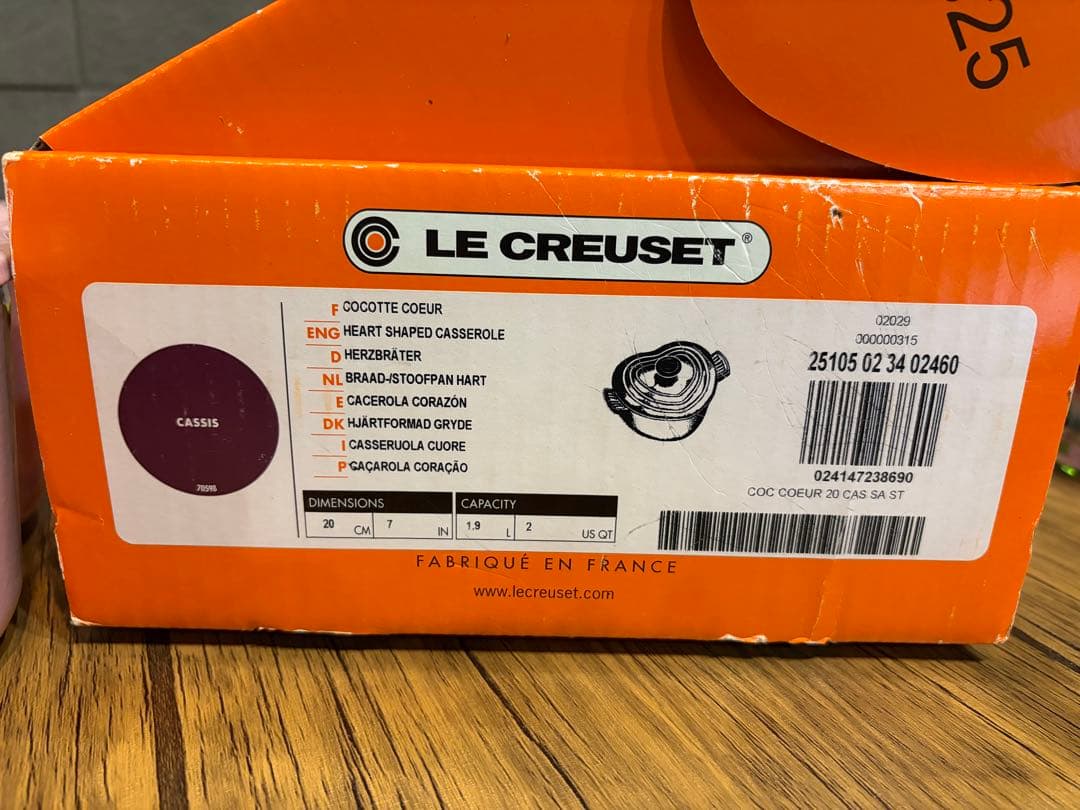 25
LE CREUSET®
F COCOTTE COEUR
ENG HEART SHAPED CASSEROLE
D HERZBRÄTER
NL BRAAD-/STOOFPAN HART
E CACEROLA CORAZÓN
DK HJÄRTFORMAD GRYDE
I CASSERUOLA CUORE
P CAÇAROLA CORAÇÃO
CASSIS
70598
DIMENSIONS
20 CM 7 IN
CAPACITY
1.9 L 2 US QT
02029
000000315
25105 02 34 02460
024147238690
COC COEUR 20 CAS SA ST
FABRIQUÉ EN FRANCE
www.lecreuset.com